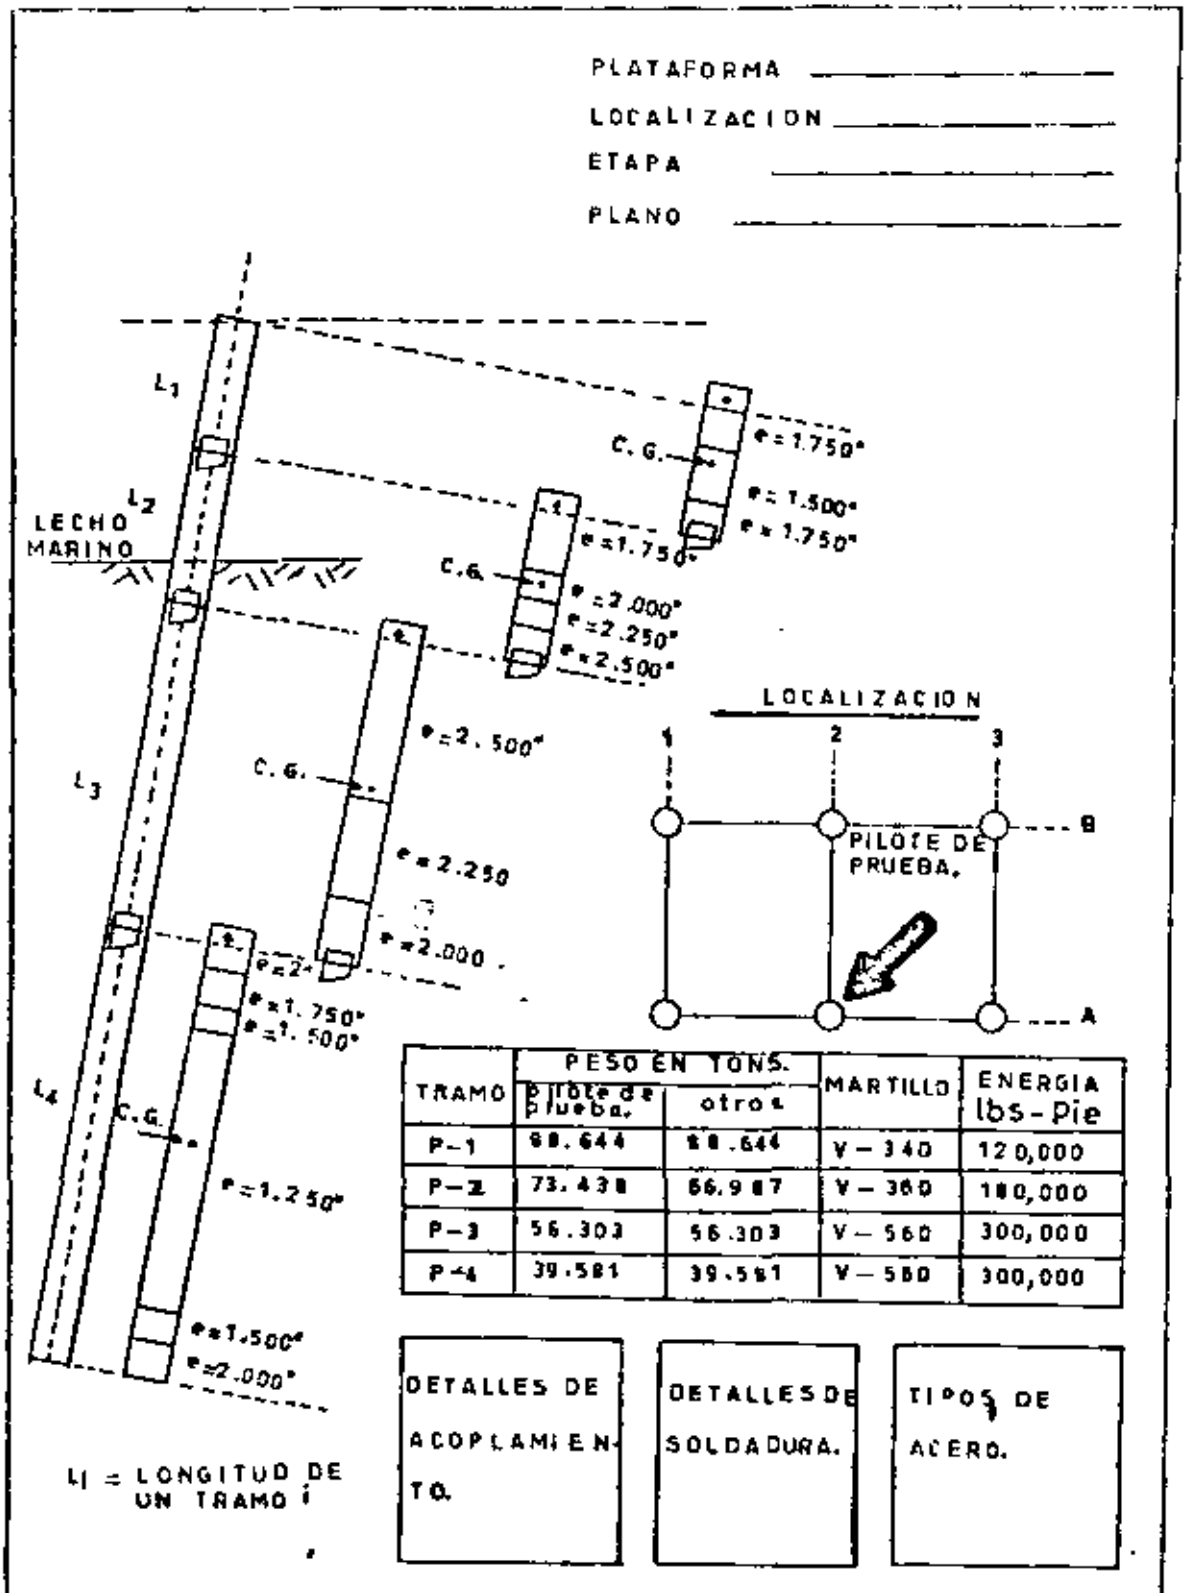 PLATAFORMA
LOCALIZACION
ETAPA
PLANO
L1
L2
LECHO
MARINO
L3
L4
C.G.
e=1.750"
e=1.500"
e=1.750"
C.G.
e=1.750"
e=2.000"
e=2.250"
e=2.500"
C.G.
e=2.500"
e=2.250
e=2.000
e=2"
e=1.750"
e=1.500"
C.G.
e=1.250"
e=1.500"
e=2.000"
LOCALIZACION
1 2 3
B
PILOTE DE
PRUEBA.
A
TRAMO PESO EN TONS. MARTILLO ENERGIA
pilote de prueba. otros lbs-Pie
P-1 V-340 120,000
P-2 73.438 66.987 V-360 180,000
P-3 56.303 56.303 V-560 300,000
P-4 39.581 39.581 V-560 300,000
DETALLES DE
ACOPLAMIEN-
TO.
DETALLES DE
SOLDADURA.
TIPOS DE
ACERO.
Li = LONGITUD DE
UN TRAMO i